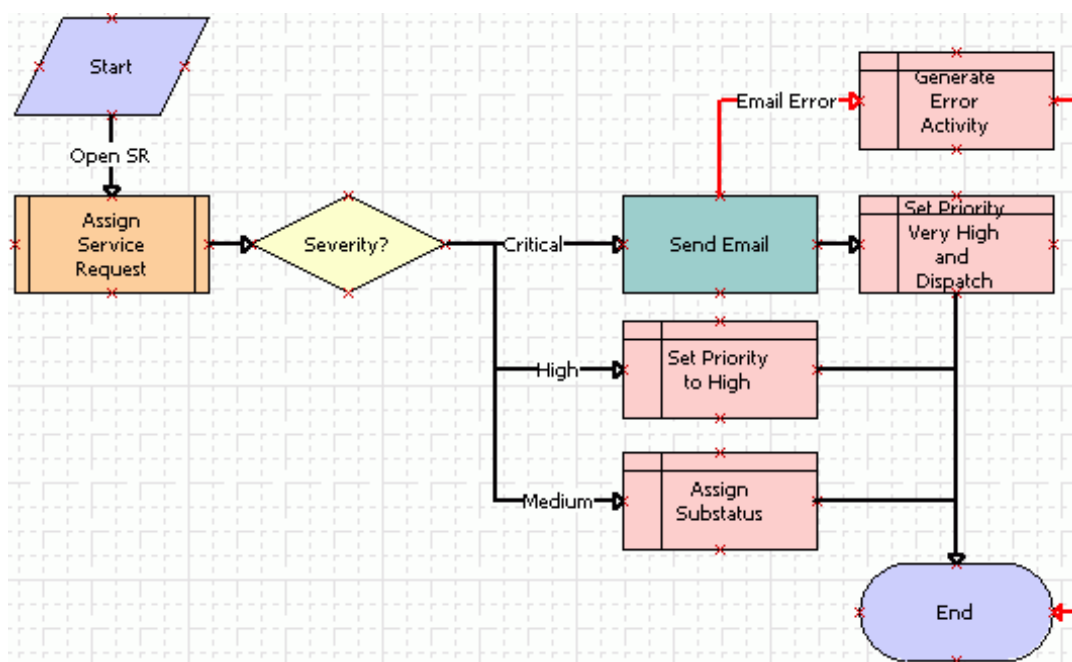 Start
Open SR
Assign
Service
Request
Severity?
Critical
Send Email
Email Error
Generate
Error
Activity
Set Priority
Very High
and
Dispatch
High
Set Priority
to High
Medium
Assign
Substatus
End